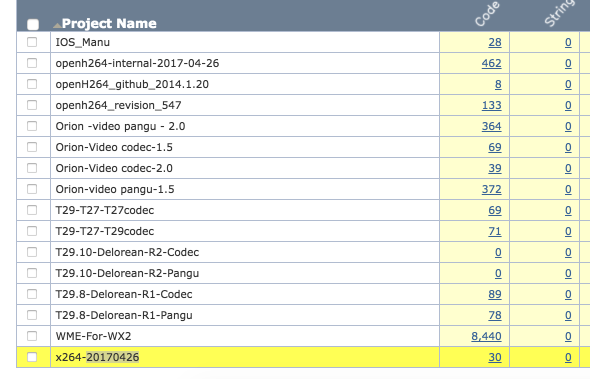 Project Name Code String
IOS_Manu 28 0
openh264-internal-2017-04-26 462 0
openH264_github_2014.1.20 8 0
openh264_revision_547 133 0
Orion -video pangu - 2.0 364 0
Orion-Video codec-1.5 69 0
Orion-Video codec-2.0 39 0
Orion-video pangu-1.5 372 0
T29-T27-T27codec 69 0
T29-T27-T29codec 71 0
T29.10-Delorean-R2-Codec 0 0
T29.10-Delorean-R2-Pangu 0 0
T29.8-Delorean-R1-Codec 89 0
T29.8-Delorean-R1-Pangu 78 0
WME-For-WX2 8,440 0
x264-20170426 30 0